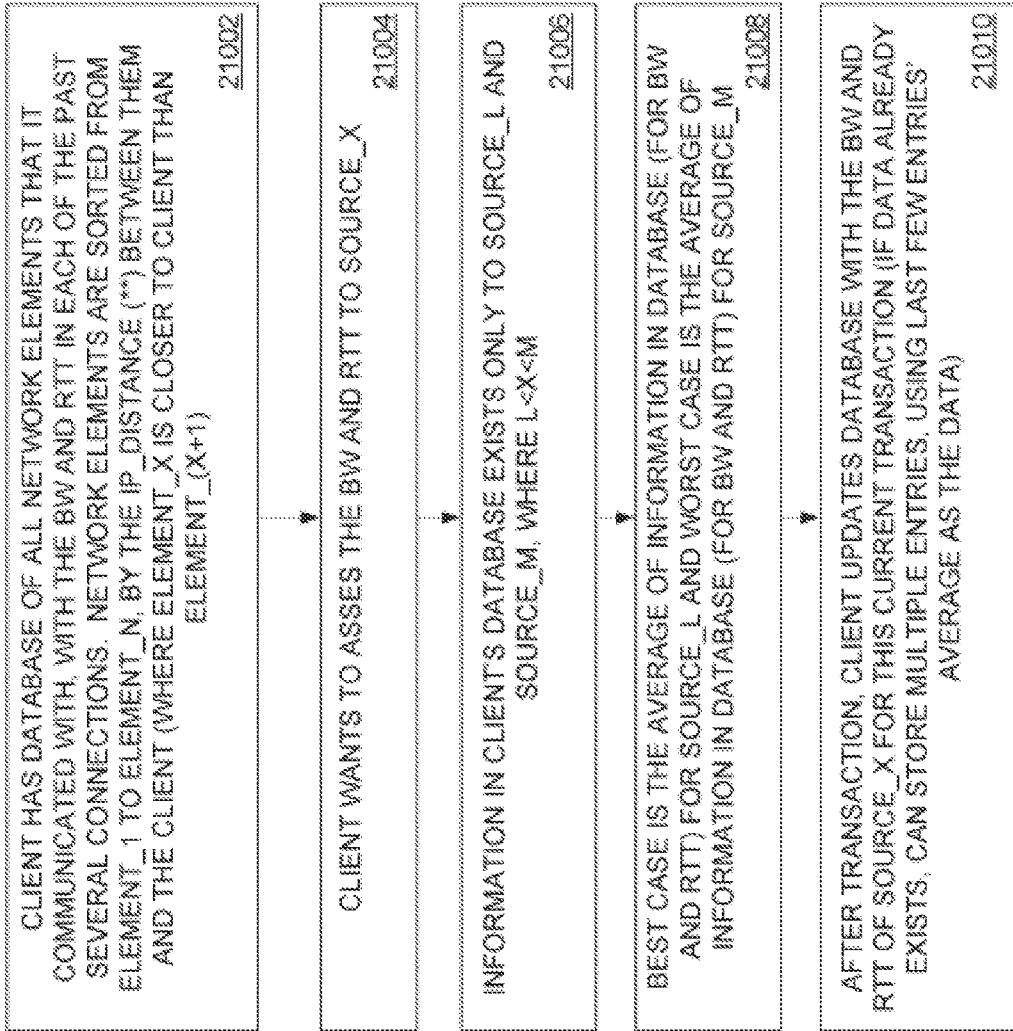 CLIENT HAS DATABASE OF ALL NETWORK ELEMENTS THAT IT
COMMUNICATED WITH, WITH THE BW AND RTT IN EACH OF THE PAST
SEVERAL CONNECTIONS. NETWORK ELEMENTS ARE SORTED FROM
ELEMENT_1 TO ELEMENT_N, BY THE IP_DISTANCE (**) BETWEEN THEM
AND THE CLIENT (WHERE ELEMENT_X IS CLOSER TO CLIENT THAN
ELEMENT_(X+1)
21002
CLIENT WANTS TO ASSES THE BW AND RTT TO SOURCE_X
21004
INFORMATION IN CLIENT'S DATABASE EXISTS ONLY TO SOURCE_L AND
SOURCE_M, WHERE L<X<M
21006
BEST CASE IS THE AVERAGE OF INFORMATION IN DATABASE (FOR BW
AND RTT) FOR SOURCE_L AND WORST CASE IS THE AVERAGE OF
INFORMATION IN DATABASE (FOR BW AND RTT) FOR SOURCE_M
21008
AFTER TRANSACTION, CLIENT UPDATES DATABASE WITH THE BW AND
RTT OF SOURCE_X FOR THIS CURRENT TRANSACTION (IF DATA ALREADY
EXISTS, CAN STORE MULTIPLE ENTRIES, USING LAST FEW ENTRIES'
AVERAGE AS THE DATA)
21010